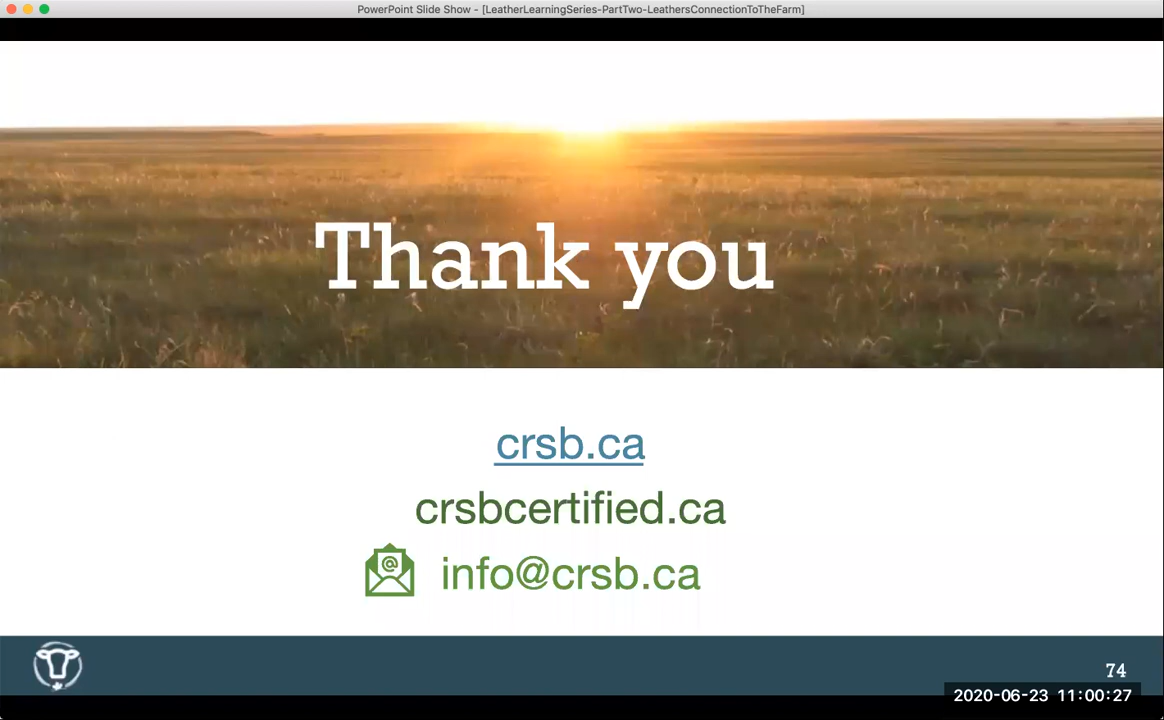 PowerPoint Slide Show - [LeatherLearningSeries-PartTwo-LeathersConnectionToTheFarm]
Thank you
crsb.ca
crsbcertified.ca
@ info@crsb.ca
74
2020-06-23 11:00:27